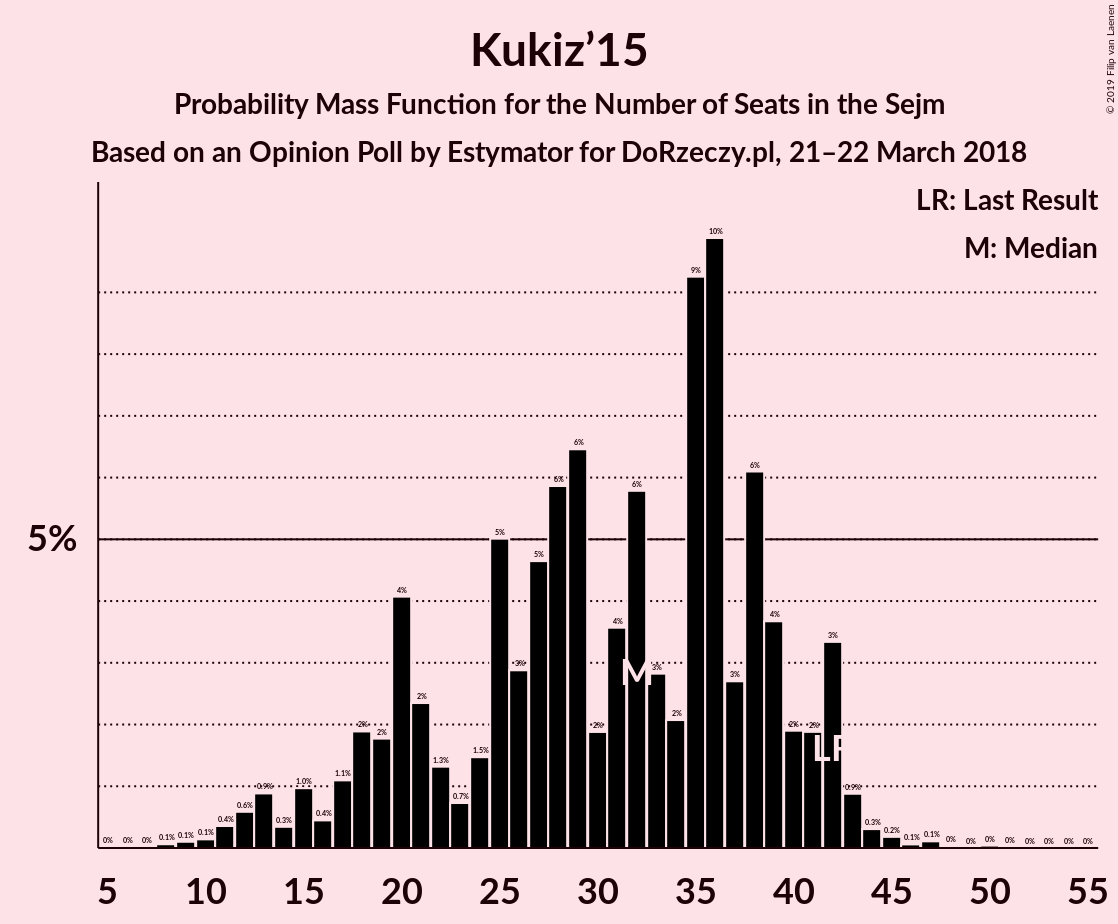 Kukiz’15
Probability Mass Function for the Number of Seats in the Sejm
Based on an Opinion Poll by Estymator for DoRzeczy.pl, 21–22 March 2018
© 2019 Filip van Laenen
LR: Last Result
M: Median
5%
0% 0% 0% 0.1% 0.1% 0.1% 0.4% 0.6% 0.9% 0.3% 1.0% 0.4% 1.1% 2% 2% 4% 2% 1.3% 0.7% 1.5% 5% 3% 5% 6% 6% 2% 4% 6% 3% 2% 9% 10% 3% 6% 4% 2% 2% 3% 0.9% 0.3% 0.2% 0.1% 0.1% 0% 0% 0% 0% 0% 0% 0% 0%
M
LR
5 10 15 20 25 30 35 40 45 50 55